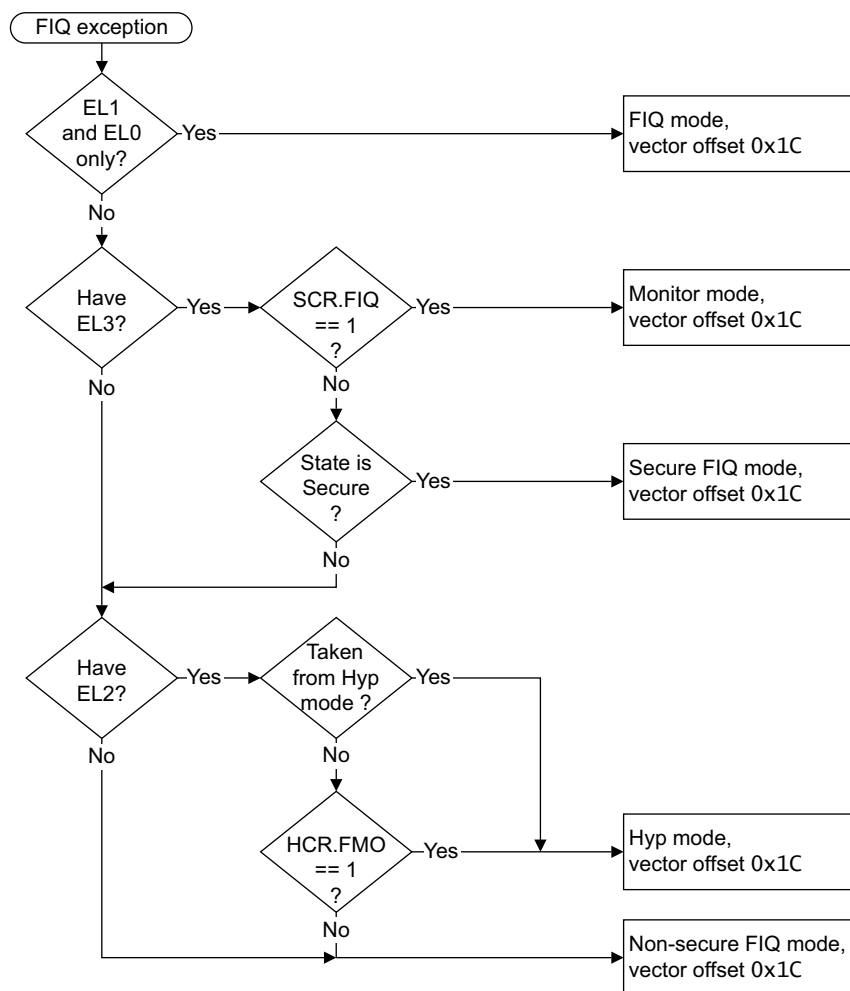 FIQ exception
EL1
and EL0
only?
Yes
FIQ mode,
vector offset 0x1C
No
Have
EL3?
Yes
SCR.FIQ
== 1
?
Yes
Monitor mode,
vector offset 0x1C
No
No
State is
Secure
?
Yes
Secure FIQ mode,
vector offset 0x1C
No
Have
EL2?
Yes
Taken
from Hyp
mode ?
Yes
No
No
HCR.FMO
== 1
?
Yes
Hyp mode,
vector offset 0x1C
No
Non-secure FIQ mode,
vector offset 0x1C